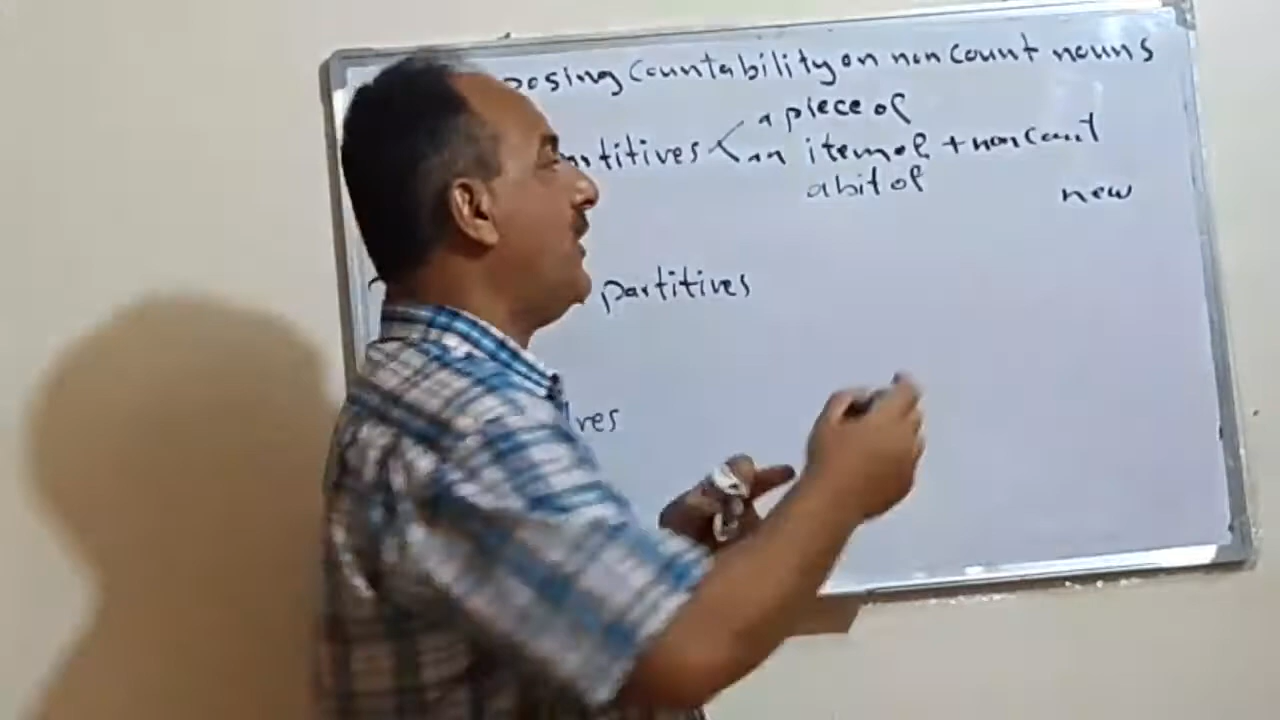 posing Countability on non Count nouns
a piece of
titives < an item of + non Count
a bit of
new
partitives
ves